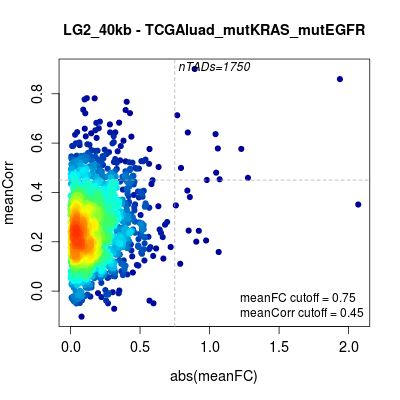 LG2_40kb - TCGAluad_mutKRAS_mutEGFR
nTADs=1750
meanCorr
0.8
0.6
0.4
0.2
0.0
meanFC cutoff = 0.75
meanCorr cutoff = 0.45
0.0 0.5 1.0 1.5 2.0
abs(meanFC)